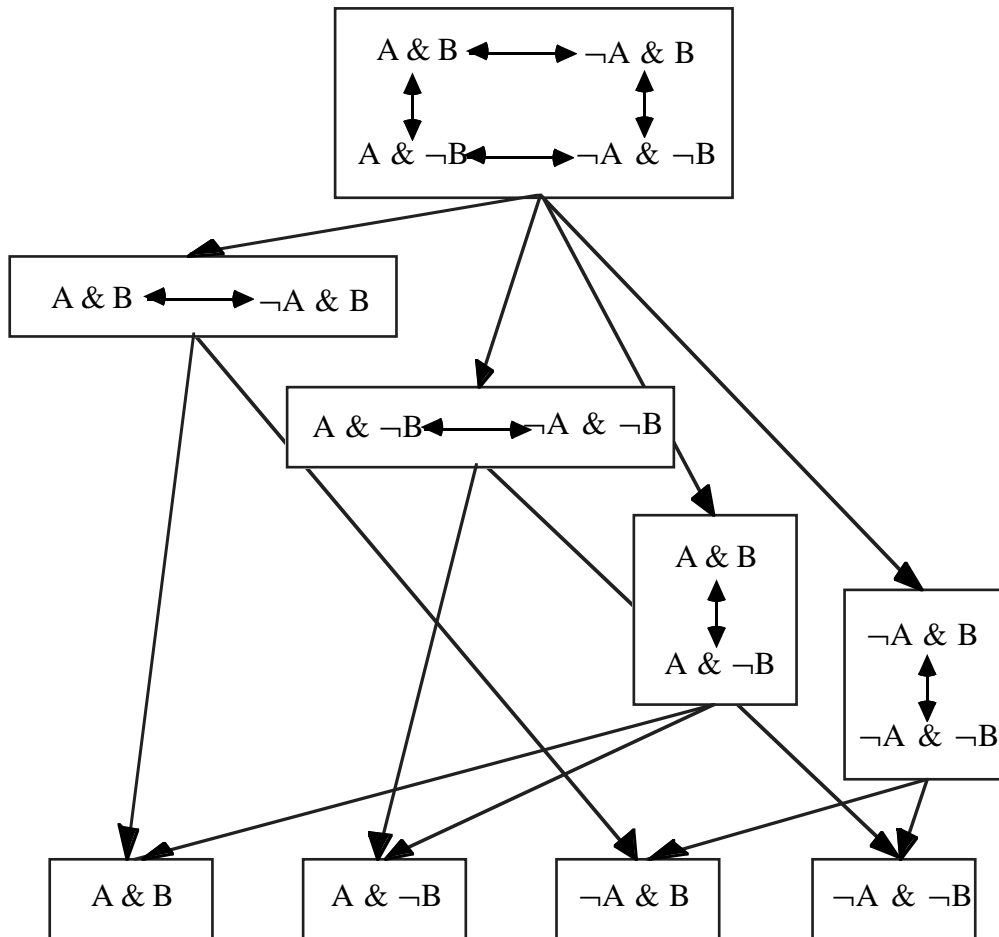 A & B ¬A & B
A & ¬B ¬A & ¬B
A & B ¬A & B
A & ¬B ¬A & ¬B
A & B
A & ¬B
¬A & B
¬A & ¬B
A & B A & ¬B ¬A & B ¬A & ¬B